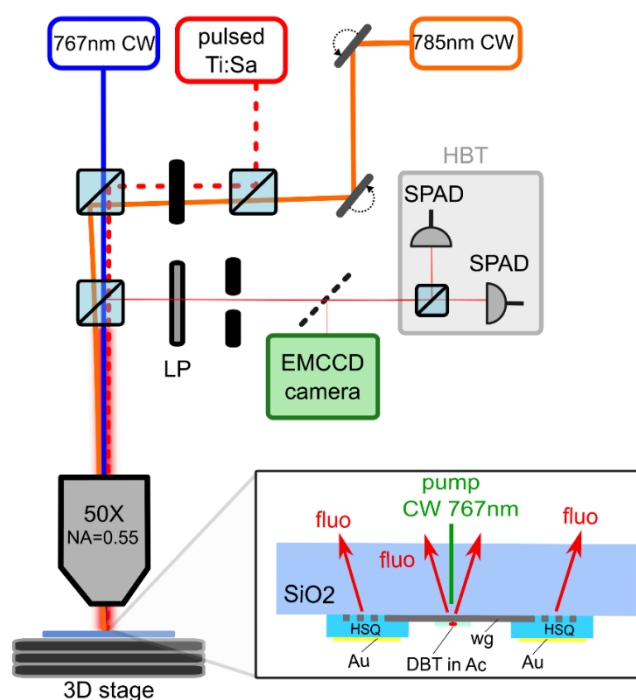 767nm CW
pulsed
Ti:Sa
785nm CW
HBT
SPAD
SPAD
LP
EMCCD
camera
50X
NA=0.55
3D stage
pump
CW 767nm
fluo
fluo
fluo
SiO2
HSQ
HSQ
Au
DBT in Ac
wg
Au